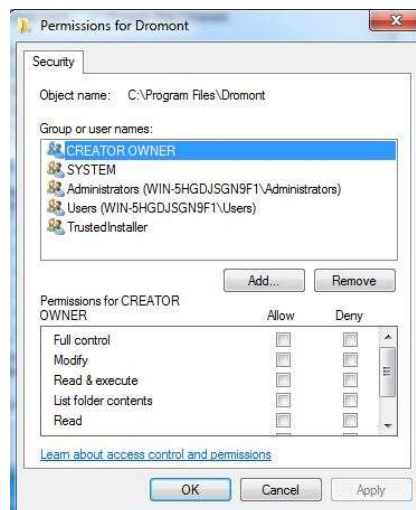 Permissions for Dromont
Security
Object name: C:\Program Files\Dromont
Group or user names:
CREATOR OWNER
SYSTEM
Administrators (WIN-5HGDJSGN9F1\Administrators)
Users (WIN-5HGDJSGN9F1\Users)
TrustedInstaller
Add... Remove
Permissions for CREATOR
OWNER Allow Deny
Full control
Modify
Read & execute
List folder contents
Read
Learn about access control and permissions
OK Cancel Apply